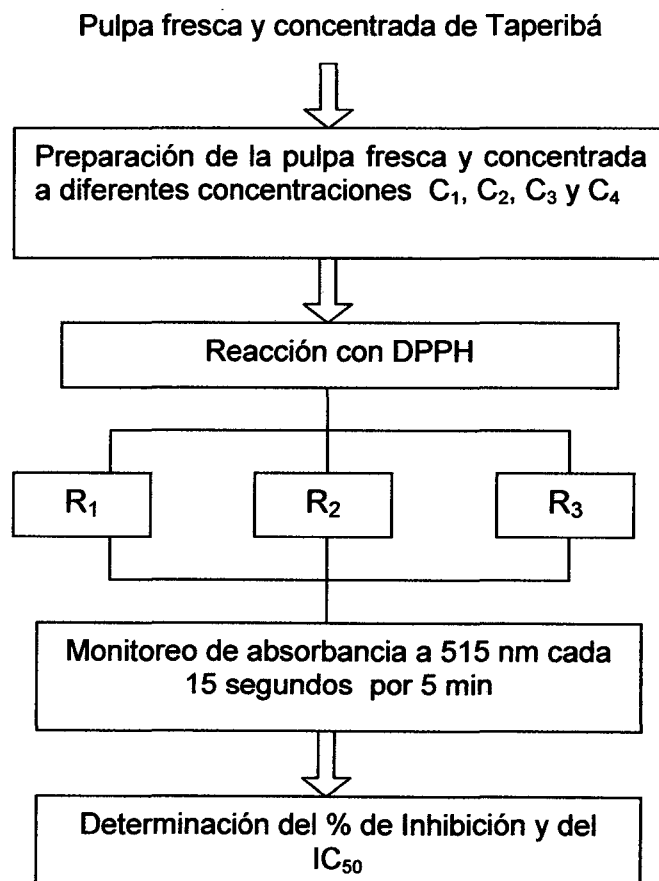 Pulpa fresca y concentrada de Taperibá
Preparación de la pulpa fresca y concentrada
a diferentes concentraciones C₁, C₂, C₃ y C₄
Reacción con DPPH
R₁ R₂ R₃
Monitoreo de absorbancia a 515 nm cada
15 segundos por 5 min
Determinación del % de Inhibición y del
IC₅₀